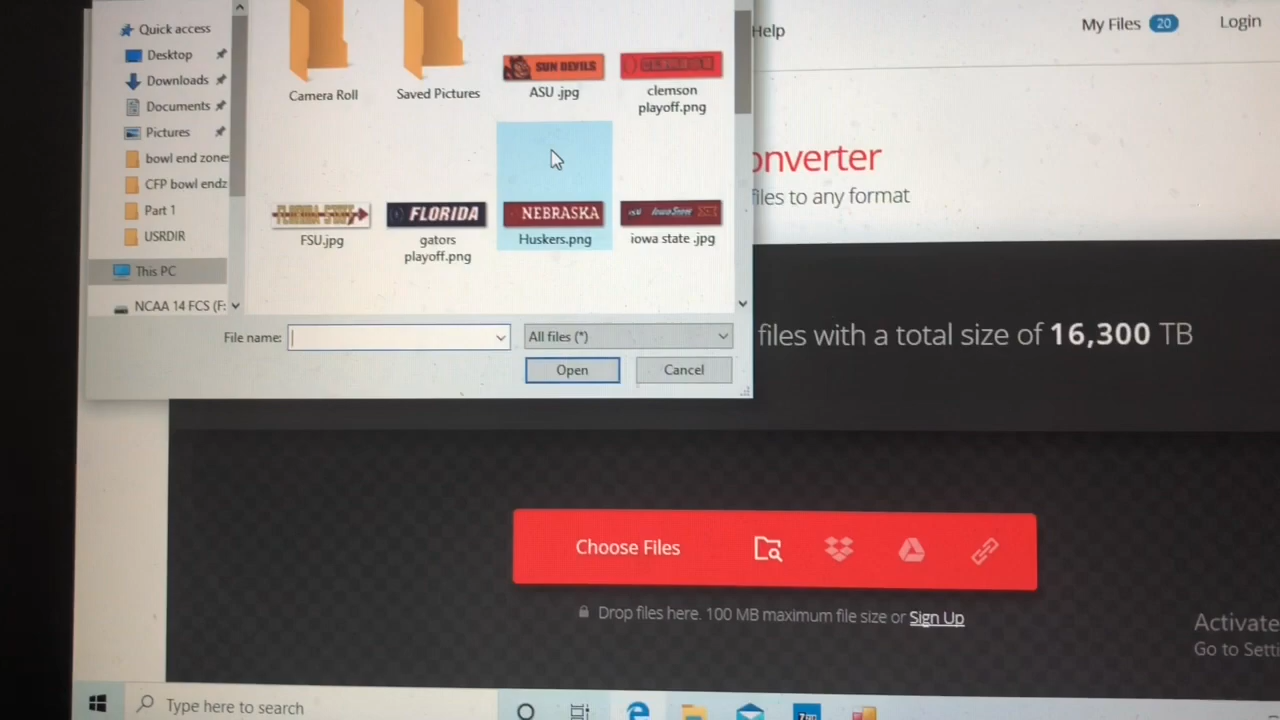 Quick access
Desktop
Downloads
Documents
Pictures
bowl end zone
CFP bowl endz
Part 1
USRDIR
This PC
NCAA 14 FCS (F:
Camera Roll
Saved Pictures
SUN DEVILS
ASU .jpg
clemson
playoff.png
FLORIDA STATE
FSU.jpg
FLORIDA
gators
playoff.png
NEBRASKA
Huskers.png
Iowa State
iowa state .jpg
File name:
All files (*)
Open
Cancel
Help
My Files 20
Login
onverter
files to any format
files with a total size of 16,300 TB
Choose Files
Drop files here. 100 MB maximum file size or Sign Up
Activate
Go to Setti
Type here to search